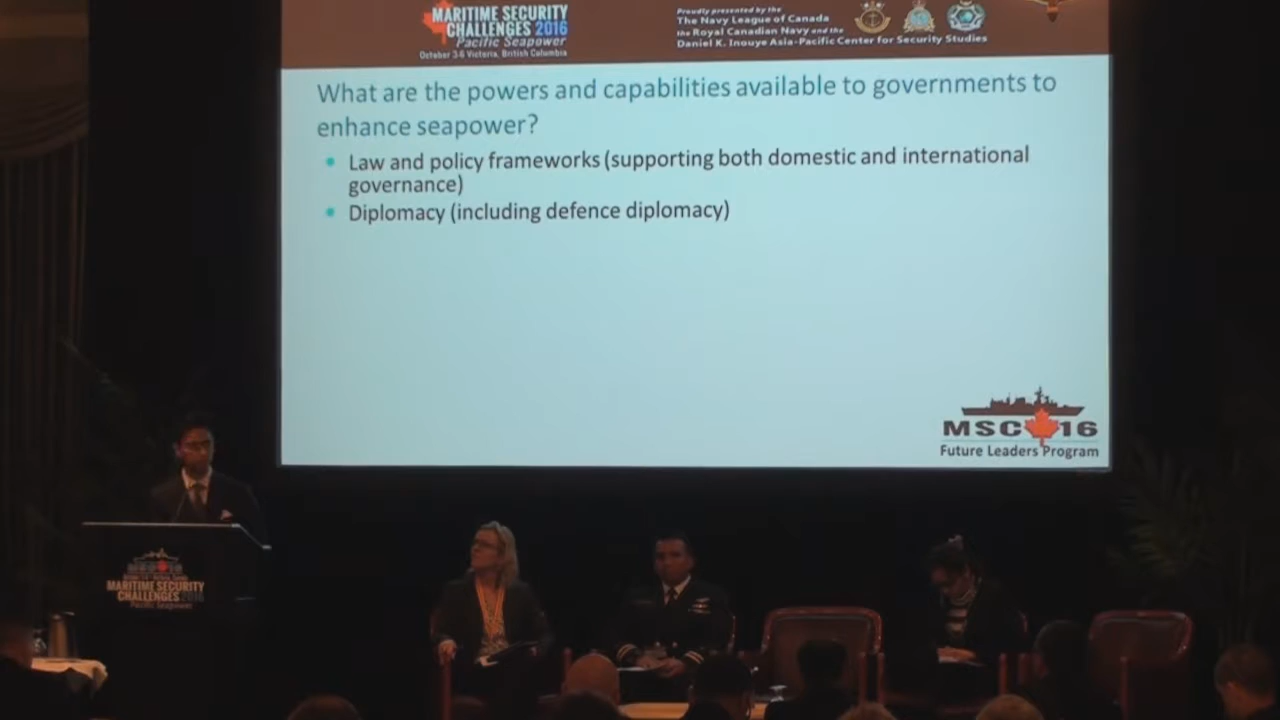 MARITIME SECURITY
CHALLENGES 2016
Pacific Seapower
October 3-6 Victoria, British Columbia
Proudly presented by the
The Navy League of Canada
the Royal Canadian Navy and the
Daniel K. Inouye Asia-Pacific Center for Security Studies
What are the powers and capabilities available to governments to
enhance seapower?
Law and policy frameworks (supporting both domestic and international
governance)
Diplomacy (including defence diplomacy)
MSC 16
Future Leaders Program
MARITIME SECURITY
CHALLENGES 2016
Pacific Seapower